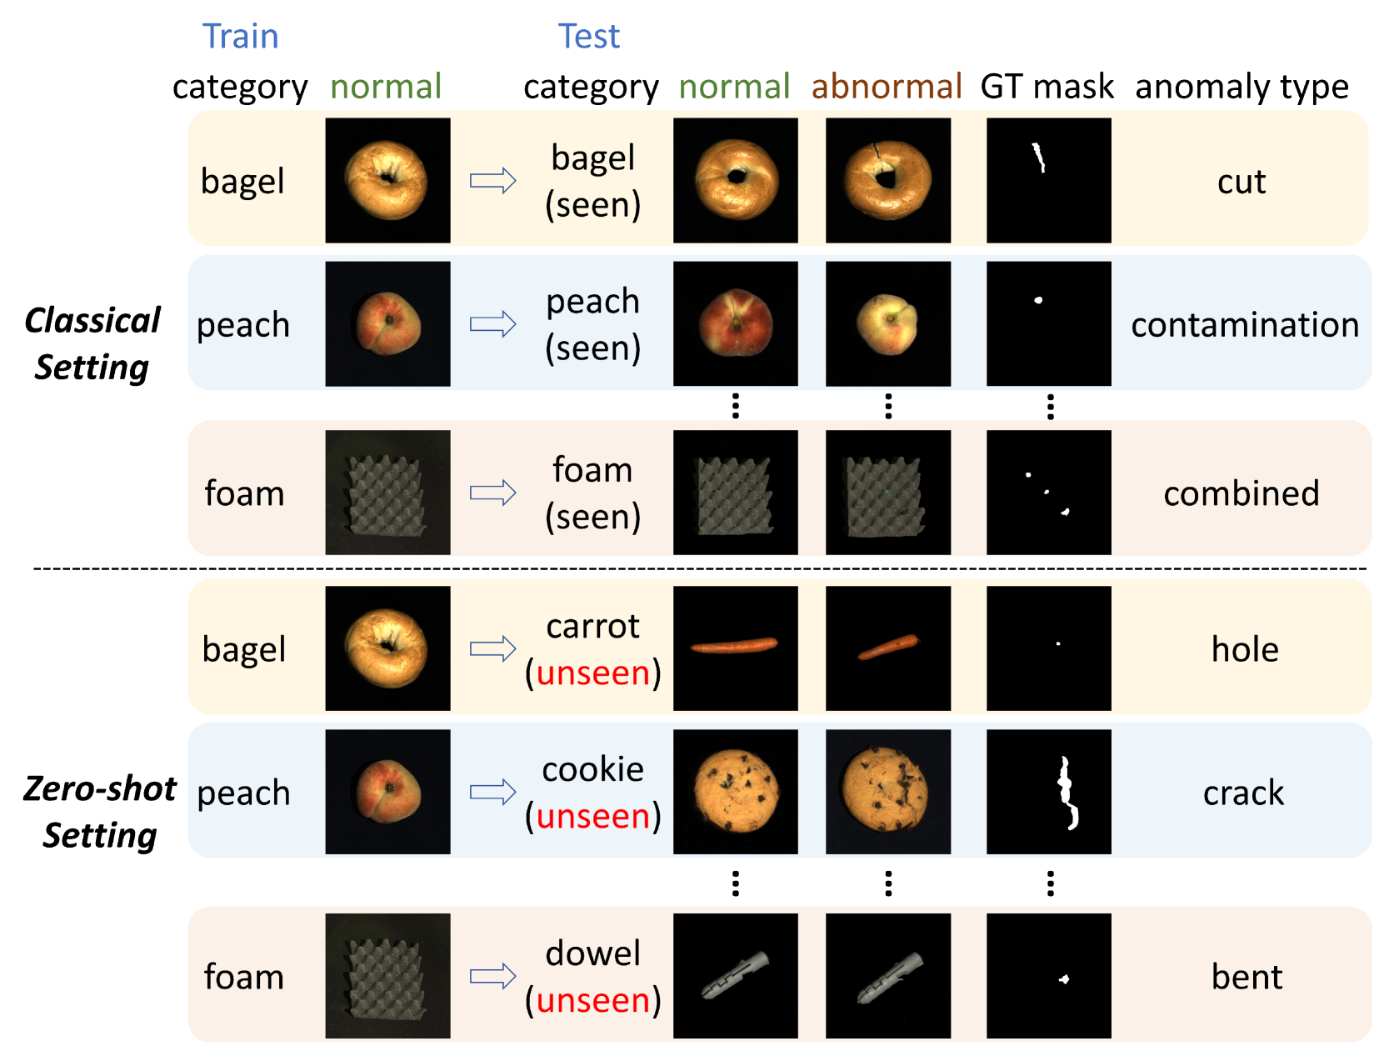 Train Test
category normal category normal abnormal GT mask anomaly type
bagel bagel (seen) cut
Classical Setting
peach peach (seen) contamination
foam foam (seen) combined
bagel carrot (unseen) hole
Zero-shot Setting
peach cookie (unseen) crack
foam dowel (unseen) bent